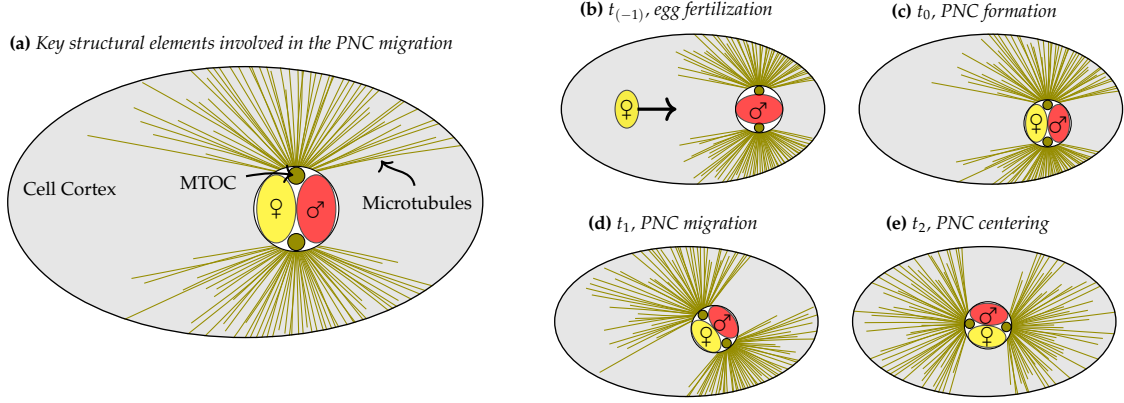 (a) Key structural elements involved in the PNC migration
Cell Cortex
MTOC
Microtubules
♀
♂
(b) t(−1), egg fertilization
♀
♂
(c) t0, PNC formation
♀
♂
(d) t1, PNC migration
♀
♂
(e) t2, PNC centering
♂
♀